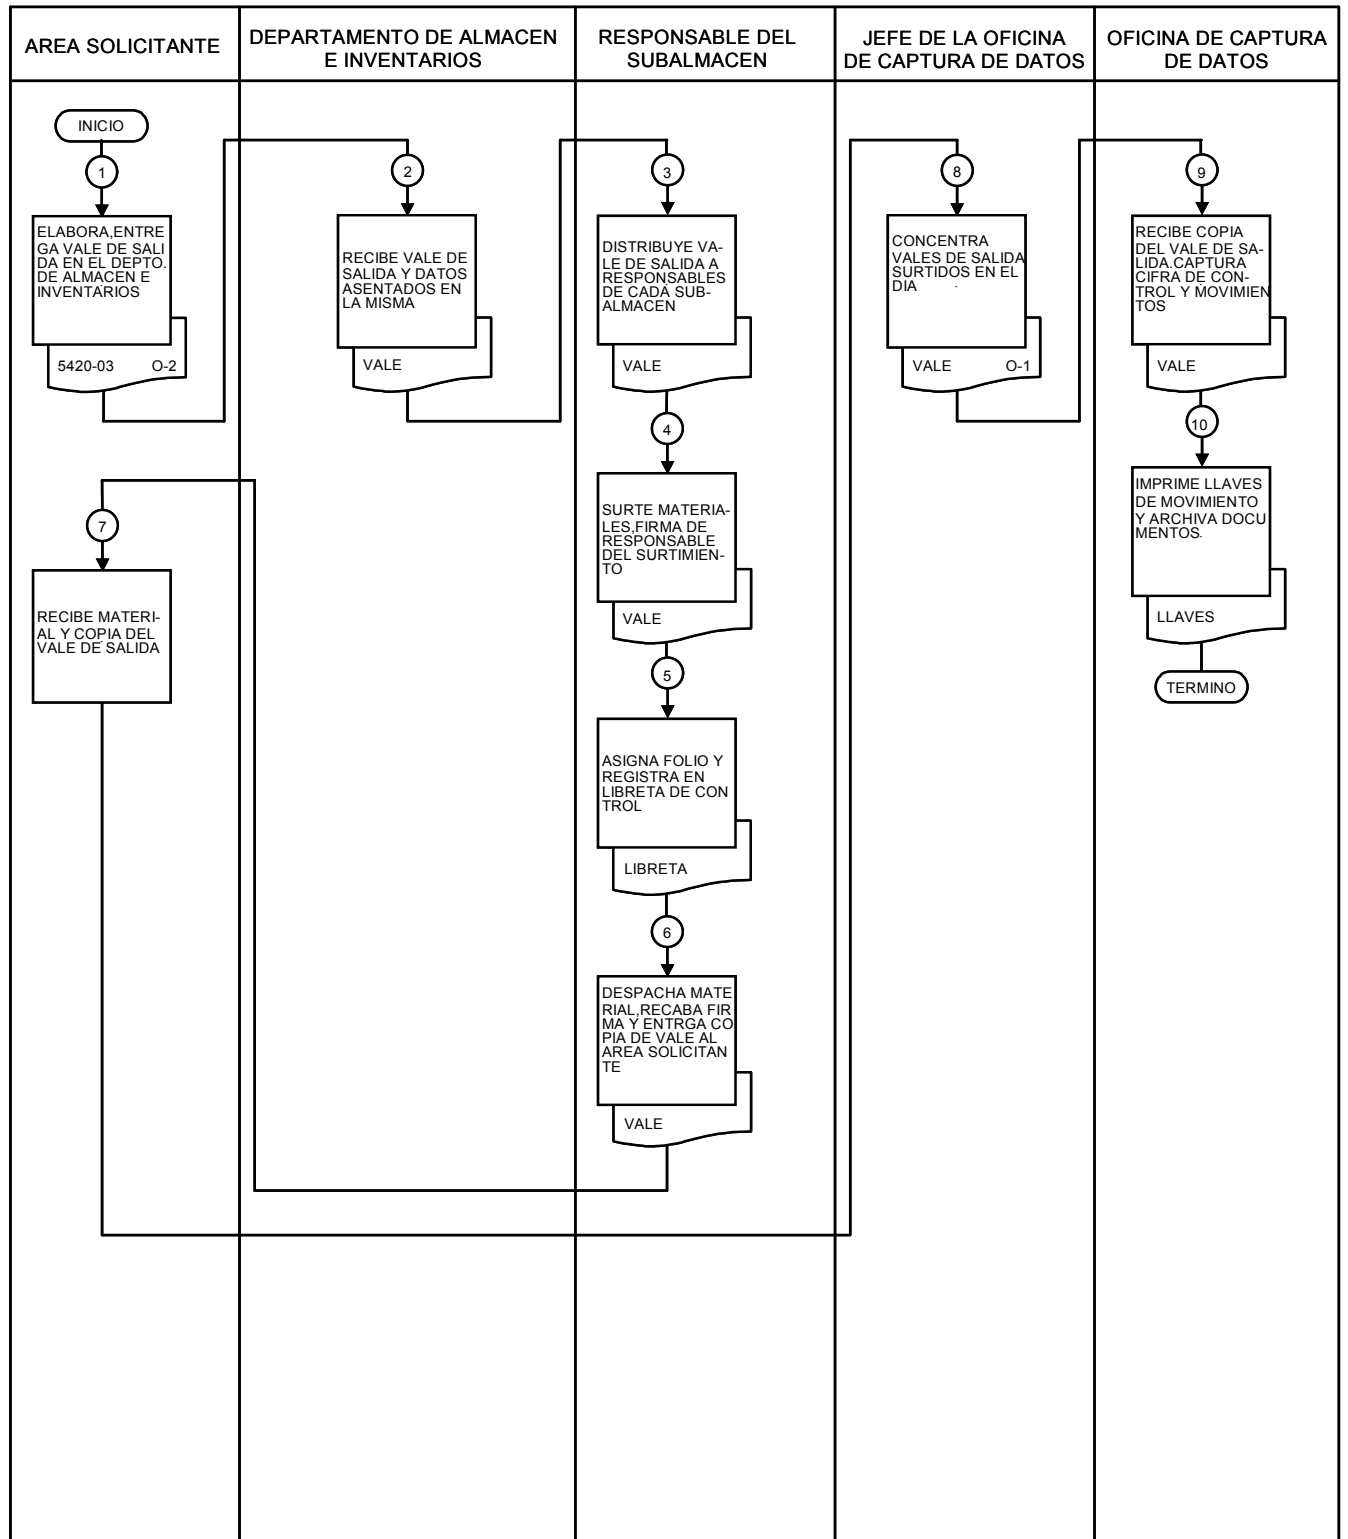 AREA SOLICITANTE
DEPARTAMENTO DE ALMACEN
E INVENTARIOS
RESPONSABLE DEL
SUBALMACEN
JEFE DE LA OFICINA
DE CAPTURA DE DATOS
OFICINA DE CAPTURA
DE DATOS
INICIO
1
ELABORA,ENTRE
GA VALE DE SALI
DA EN EL DEPTO.
DE ALMACEN E
INVENTARIOS
5420-03 O-2
2
RECIBE VALE DE
SALIDA Y DATOS
ASENTADOS EN
LA MISMA
VALE
3
DISTRIBUYE VA-
LE DE SALIDA A
RESPONSABLES
DE CADA SUB-
ALMACEN
VALE
4
SURTE MATERIA-
LES,FIRMA DE
RESPONSABLE
DEL SURTIMIEN-
TO
VALE
5
ASIGNA FOLIO Y
REGISTRA EN
LIBRETA DE CON
TROL
LIBRETA
6
DESPACHA MATE
RIAL,RECABA FIR
MA Y ENTRGA CO
PIA DE VALE AL
AREA SOLICITAN
TE
VALE
7
RECIBE MATERI-
AL Y COPIA DEL
VALE DE SALIDA
8
CONCENTRA
VALES DE SALIDA
SURTIDOS EN EL
DIA
VALE O-1
9
RECIBE COPIA
DEL VALE DE SA-
LIDA.CAPTURA
CIFRA DE CON-
TROL Y MOVIMIEN
TOS
VALE
10
IMPRIME LLAVES
DE MOVIMIENTO
Y ARCHIVA DOCU
MENTOS.
LLAVES
TERMINO